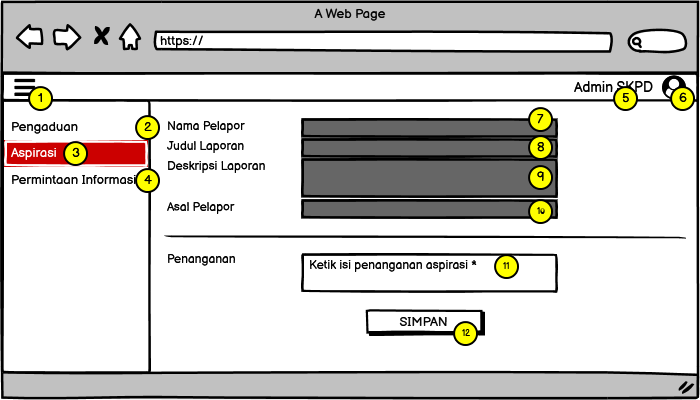 A Web Page
https://
Admin SKPD
1
5
6
Pengaduan
2
Aspirasi
3
Permintaan Informasi
4
Nama Pelapor
7
Judul Laporan
8
Deskripsi Laporan
9
Asal Pelapor
10
Penanganan
Ketik isi penanganan aspirasi *
11
SIMPAN
12